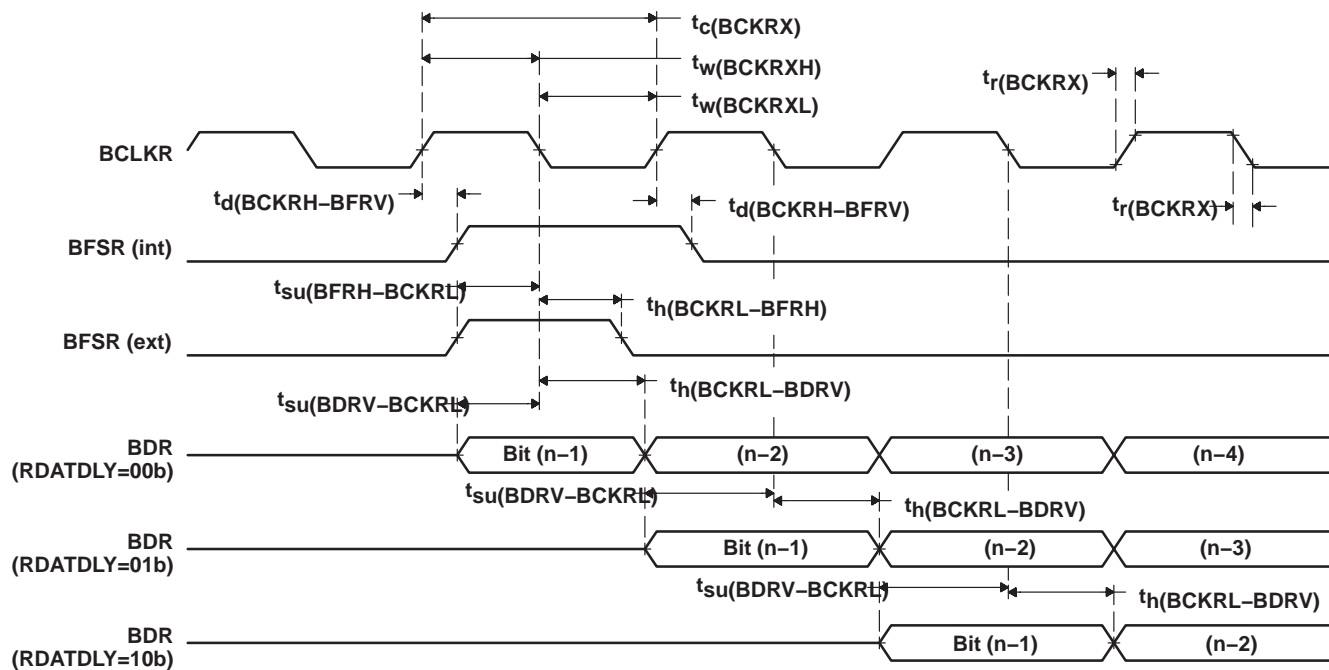 tc(BCKRX)
tw(BCKRXH)
tr(BCKRX)
tw(BCKRXL)
BCLKR
td(BCKRH–BFRV)
td(BCKRH–BFRV)
tr(BCKRX)
BFSR (int)
tsu(BFRH–BCKRL)
th(BCKRL–BFRH)
BFSR (ext)
th(BCKRL–BDRV)
tsu(BDRV–BCKRL)
BDR
(RDATDLY=00b)
Bit (n–1)
(n–2)
(n–3)
(n–4)
tsu(BDRV–BCKRL)
th(BCKRL–BDRV)
BDR
(RDATDLY=01b)
Bit (n–1)
(n–2)
(n–3)
tsu(BDRV–BCKRL)
th(BCKRL–BDRV)
BDR
(RDATDLY=10b)
Bit (n–1)
(n–2)